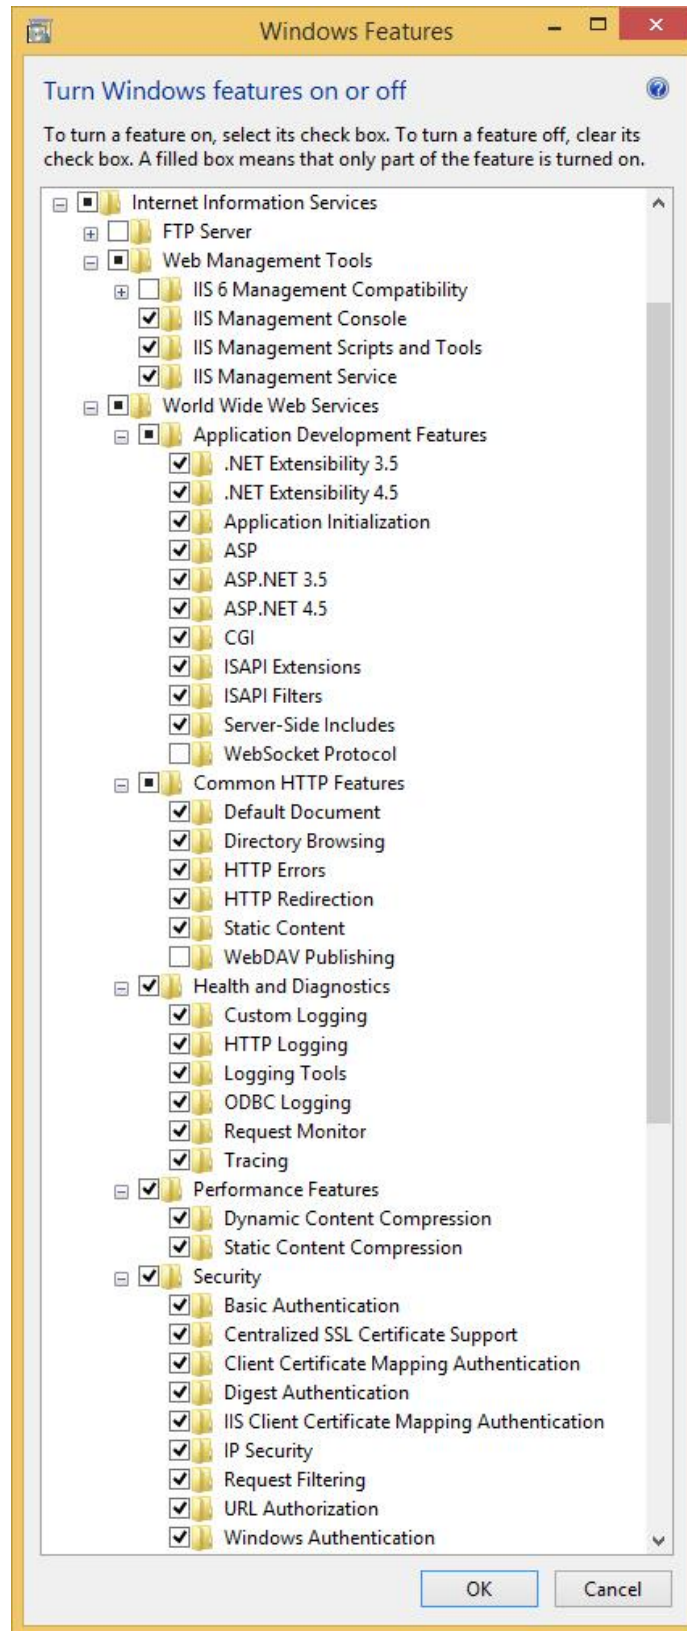 Windows Features
Turn Windows features on or off
To turn a feature on, select its check box. To turn a feature off, clear its
check box. A filled box means that only part of the feature is turned on.
Internet Information Services
FTP Server
Web Management Tools
IIS 6 Management Compatibility
IIS Management Console
IIS Management Scripts and Tools
IIS Management Service
World Wide Web Services
Application Development Features
.NET Extensibility 3.5
.NET Extensibility 4.5
Application Initialization
ASP
ASP.NET 3.5
ASP.NET 4.5
CGI
ISAPI Extensions
ISAPI Filters
Server-Side Includes
WebSocket Protocol
Common HTTP Features
Default Document
Directory Browsing
HTTP Errors
HTTP Redirection
Static Content
WebDAV Publishing
Health and Diagnostics
Custom Logging
HTTP Logging
Logging Tools
ODBC Logging
Request Monitor
Tracing
Performance Features
Dynamic Content Compression
Static Content Compression
Security
Basic Authentication
Centralized SSL Certificate Support
Client Certificate Mapping Authentication
Digest Authentication
IIS Client Certificate Mapping Authentication
IP Security
Request Filtering
URL Authorization
Windows Authentication
OK Cancel